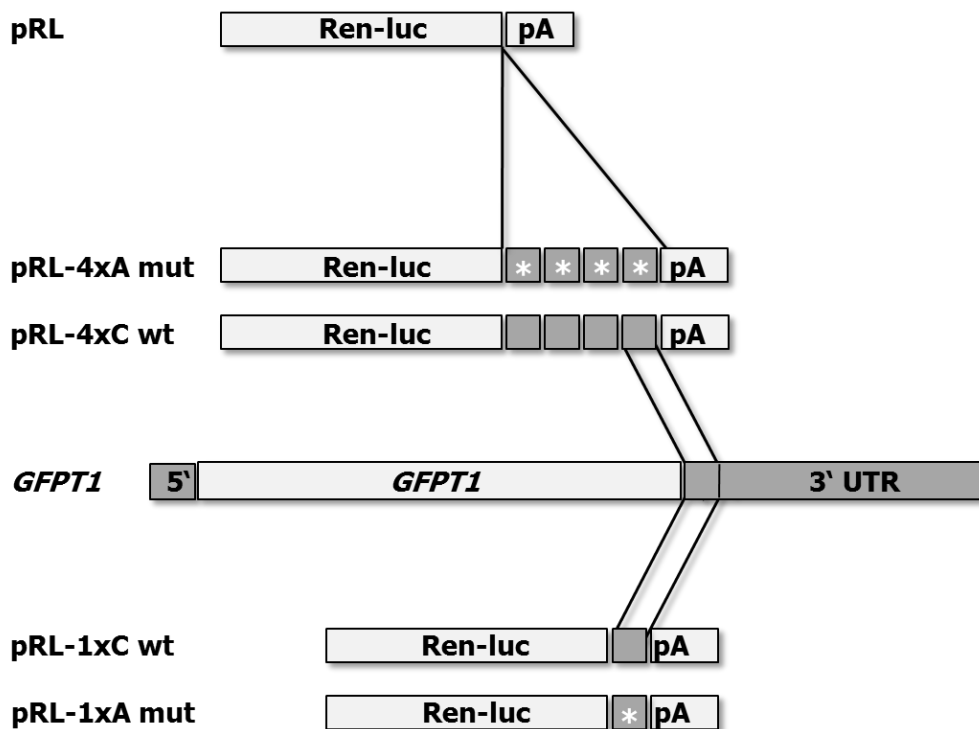 pRL Ren-luc pA
pRL-4xA mut Ren-luc * * * * pA
pRL-4xC wt Ren-luc pA
GFPT1 5‛ GFPT1 3‛ UTR
pRL-1xC wt Ren-luc pA
pRL-1xA mut Ren-luc * pA